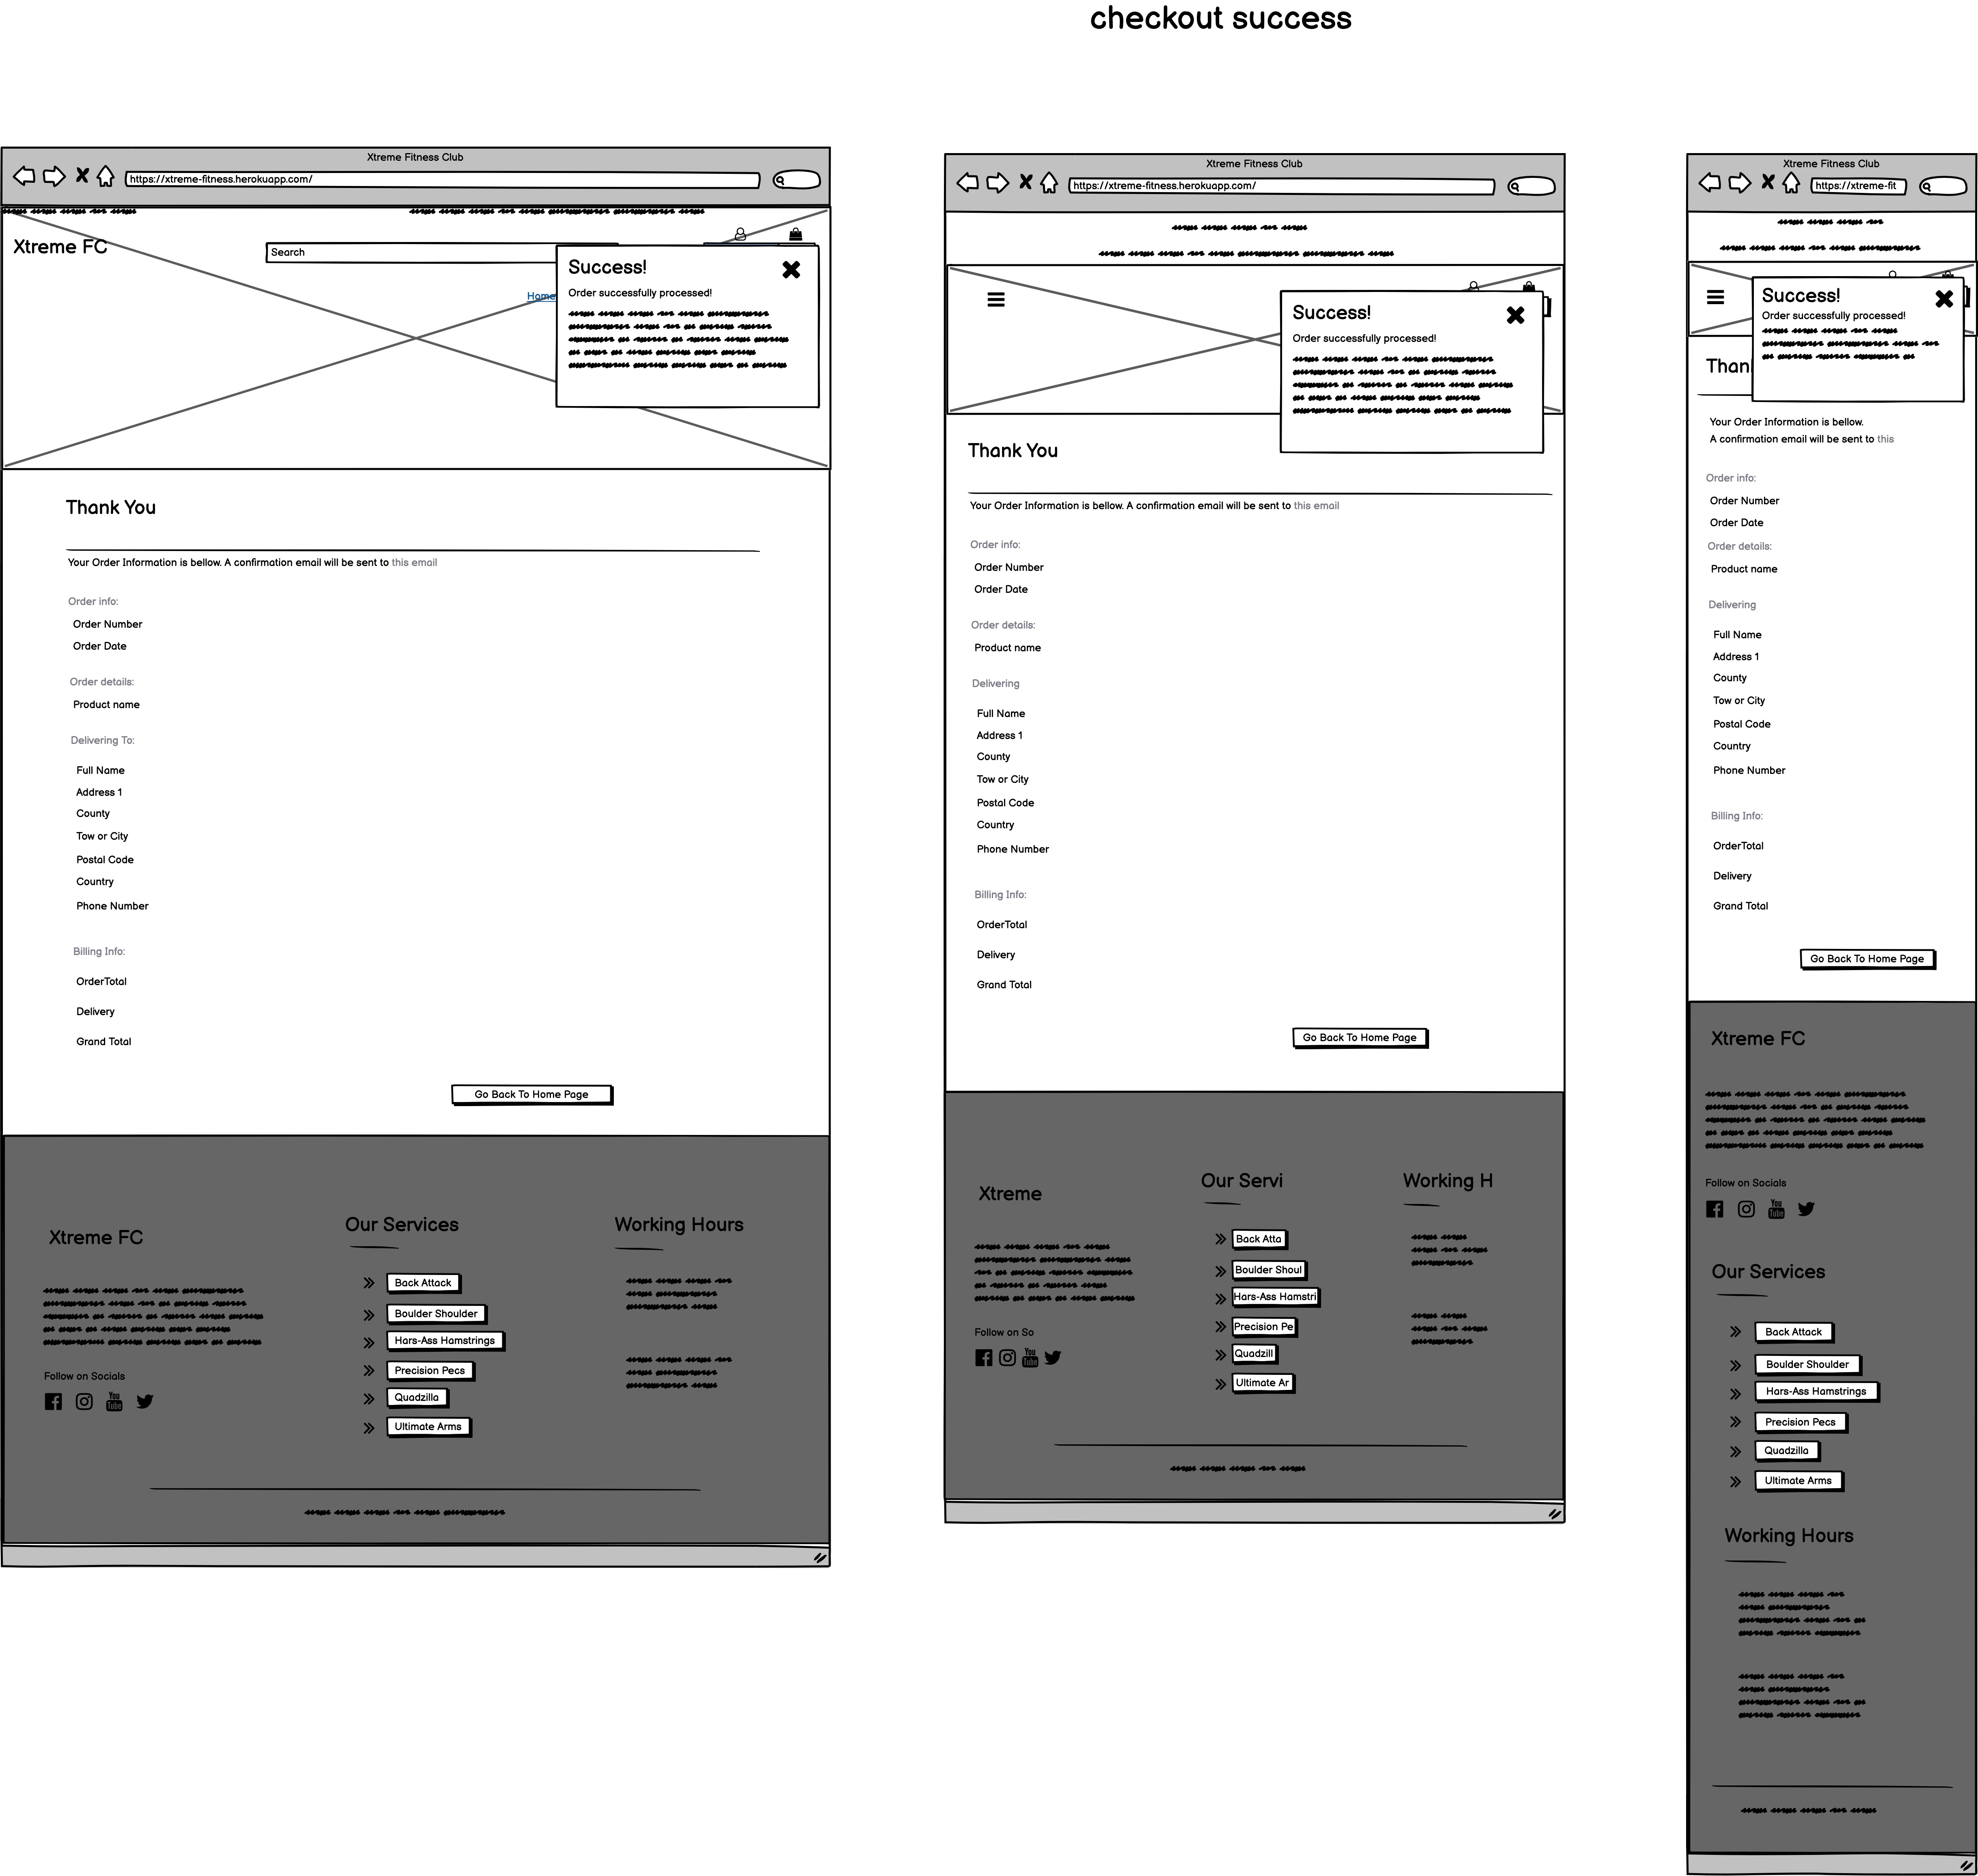 checkout success
Xtreme Fitness Club
https://xtreme-fitness.herokuapp.com/
Xtreme FC
Search
Home
Success!
Order successfully processed!
Thank You
Your Order Information is bellow. A confirmation email will be sent to this email
Order info:
Order Number
Order Date
Order details:
Product name
Delivering To:
Full Name
Address 1
County
Tow or City
Postal Code
Country
Phone Number
Billing Info:
OrderTotal
Delivery
Grand Total
Go Back To Home Page
Xtreme FC
Follow on Socials
You
Tube
Our Services
Back Attack
Boulder Shoulder
Hars-Ass Hamstrings
Precision Pecs
Quadzilla
Ultimate Arms
Working Hours
Xtreme Fitness Club
https://xtreme-fitness.herokuapp.com/
Success!
Order successfully processed!
Thank You
Your Order Information is bellow. A confirmation email will be sent to this email
Order info:
Order Number
Order Date
Order details:
Product name
Delivering
Full Name
Address 1
County
Tow or City
Postal Code
Country
Phone Number
Billing Info:
OrderTotal
Delivery
Grand Total
Go Back To Home Page
Xtreme
Follow on So
You
Tube
Our Servi
Back Atta
Boulder Shoul
Hars-Ass Hamstri
Precision Pe
Quadzill
Ultimate Ar
Working H
Xtreme Fitness Club
https://xtreme-fit
Success!
Order successfully processed!
Than
Your Order Information is bellow.
A confirmation email will be sent to this
Order info:
Order Number
Order Date
Order details:
Product name
Delivering
Full Name
Address 1
County
Tow or City
Postal Code
Country
Phone Number
Billing Info:
OrderTotal
Delivery
Grand Total
Go Back To Home Page
Xtreme FC
Follow on Socials
You
Tube
Our Services
Back Attack
Boulder Shoulder
Hars-Ass Hamstrings
Precision Pecs
Quadzilla
Ultimate Arms
Working Hours